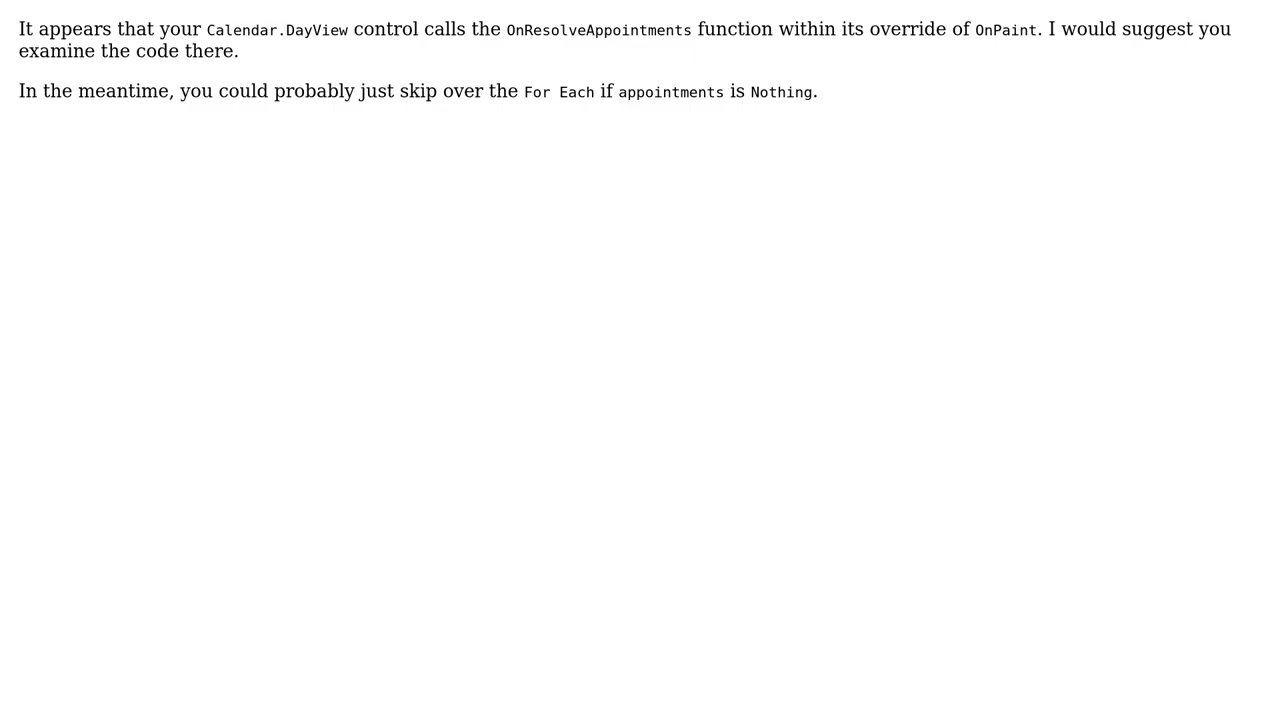 It appears that your Calendar.DayView control calls the OnResolveAppointments function within its override of OnPaint. I would suggest you
examine the code there.
In the meantime, you could probably just skip over the For Each if appointments is Nothing.